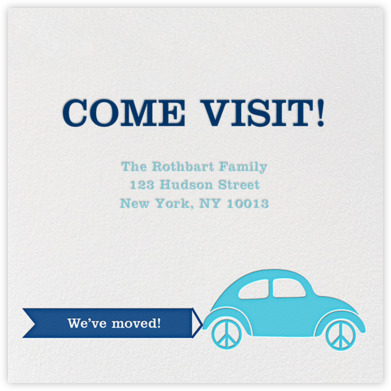 COME VISIT!
The Rothbart Family
123 Hudson Street
New York, NY 10013
We've moved!